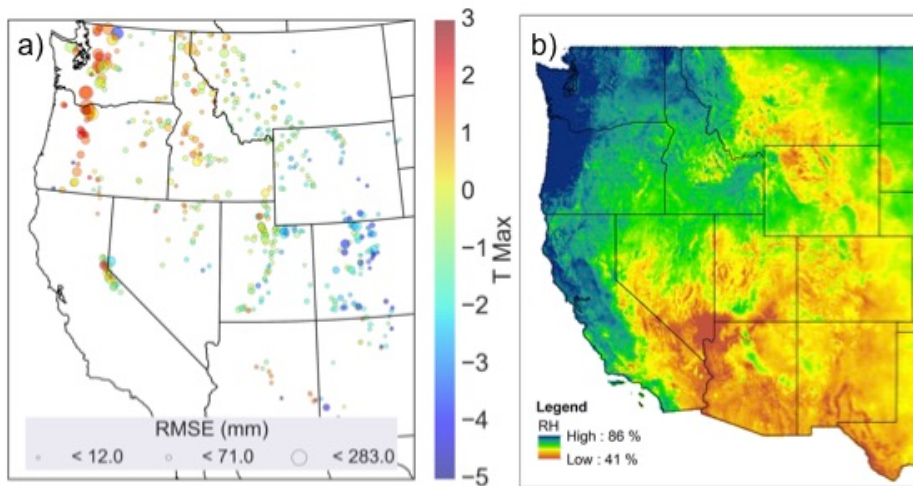 a)
3
2
1
0
−1
−2
−3
−4
−5
T Max
RMSE (mm)
< 12.0 < 71.0 < 283.0
b)
Legend
RH
High : 86 %
Low : 41 %